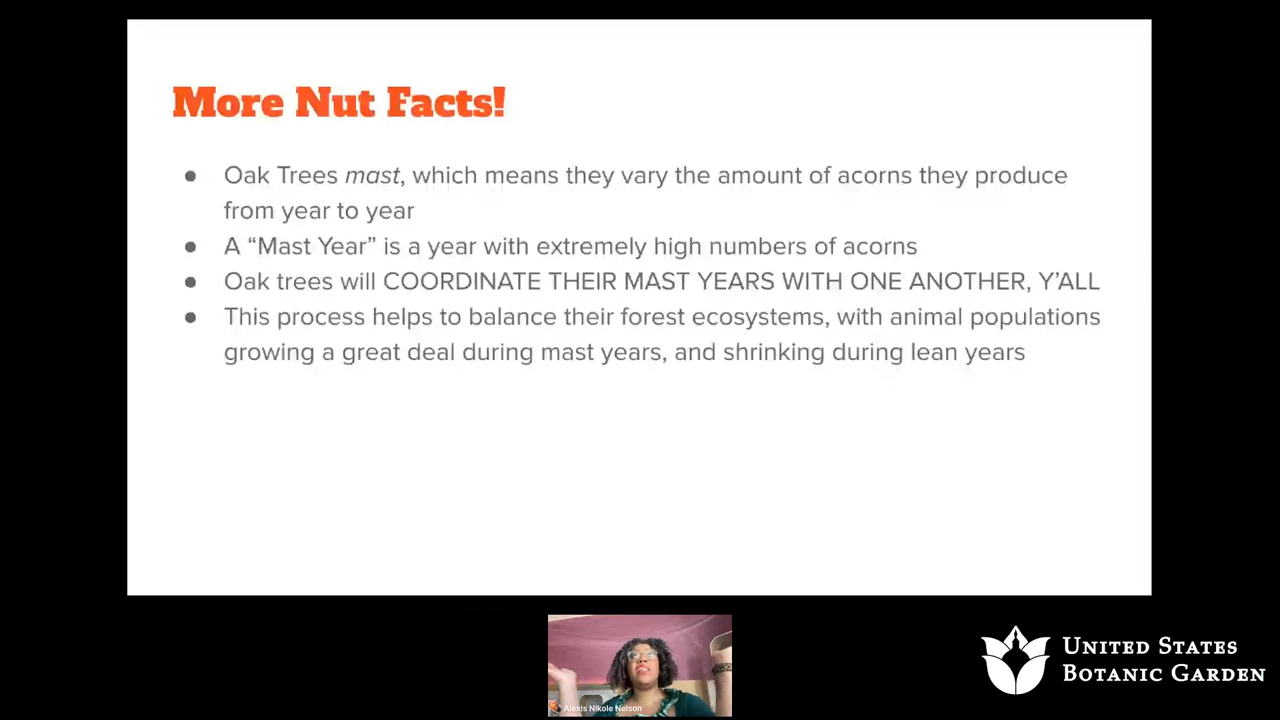 More Nut Facts!
● Oak Trees mast, which means they vary the amount of acorns they produce
from year to year
● A “Mast Year” is a year with extremely high numbers of acorns
● Oak trees will COORDINATE THEIR MAST YEARS WITH ONE ANOTHER, Y’ALL
● This process helps to balance their forest ecosystems, with animal populations
growing a great deal during mast years, and shrinking during lean years
Alexis Nikole Nelson
UNITED STATES
BOTANIC GARDEN